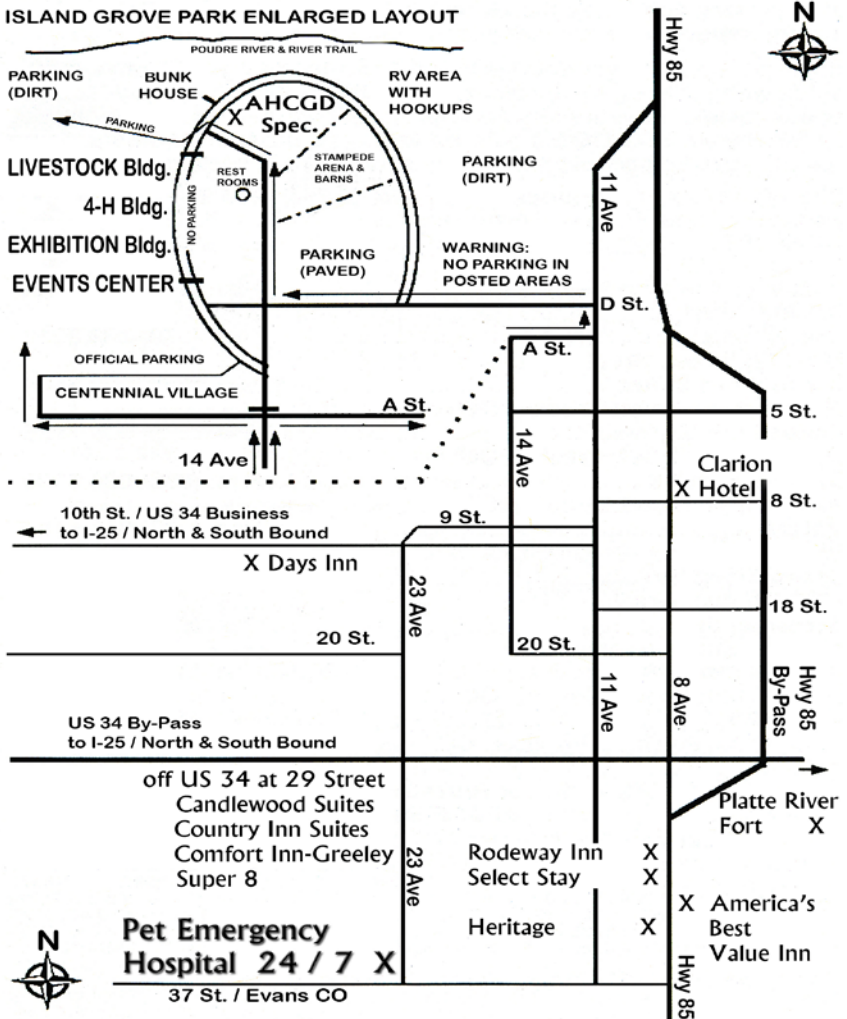 ISLAND GROVE PARK ENLARGED LAYOUT
N
Hwy 85
POUDRE RIVER & RIVER TRAIL
PARKING
(DIRT)
BUNK
HOUSE
RV AREA
WITH
HOOKUPS
X AHCGD
Spec.
PARKING
LIVESTOCK Bldg.
REST
ROOMS
STAMPEDE
ARENA &
BARNS
PARKING
(DIRT)
11 Ave
4-H Bldg.
NO PARKING
EXHIBITION Bldg.
PARKING
(PAVED)
WARNING:
NO PARKING IN
POSTED AREAS
EVENTS CENTER
D St.
A St.
OFFICIAL PARKING
CENTENNIAL VILLAGE
A St.
5 St.
14 Ave
14 Ave
Clarion
X Hotel
8 St.
10th St. / US 34 Business
to I-25 / North & South Bound
9 St.
X Days Inn
23 Ave
18 St.
20 St.
20 St.
11 Ave
8 Ave
Hwy 85
By-Pass
US 34 By-Pass
to I-25 / North & South Bound
off US 34 at 29 Street
Candlewood Suites
Country Inn Suites
Comfort Inn-Greeley
Super 8
23 Ave
Platte River
Fort X
Rodeway Inn X
Select Stay X
Heritage X
X America's
Best
Value Inn
N
Pet Emergency
Hospital 24 / 7 X
37 St. / Evans CO
Hwy 85